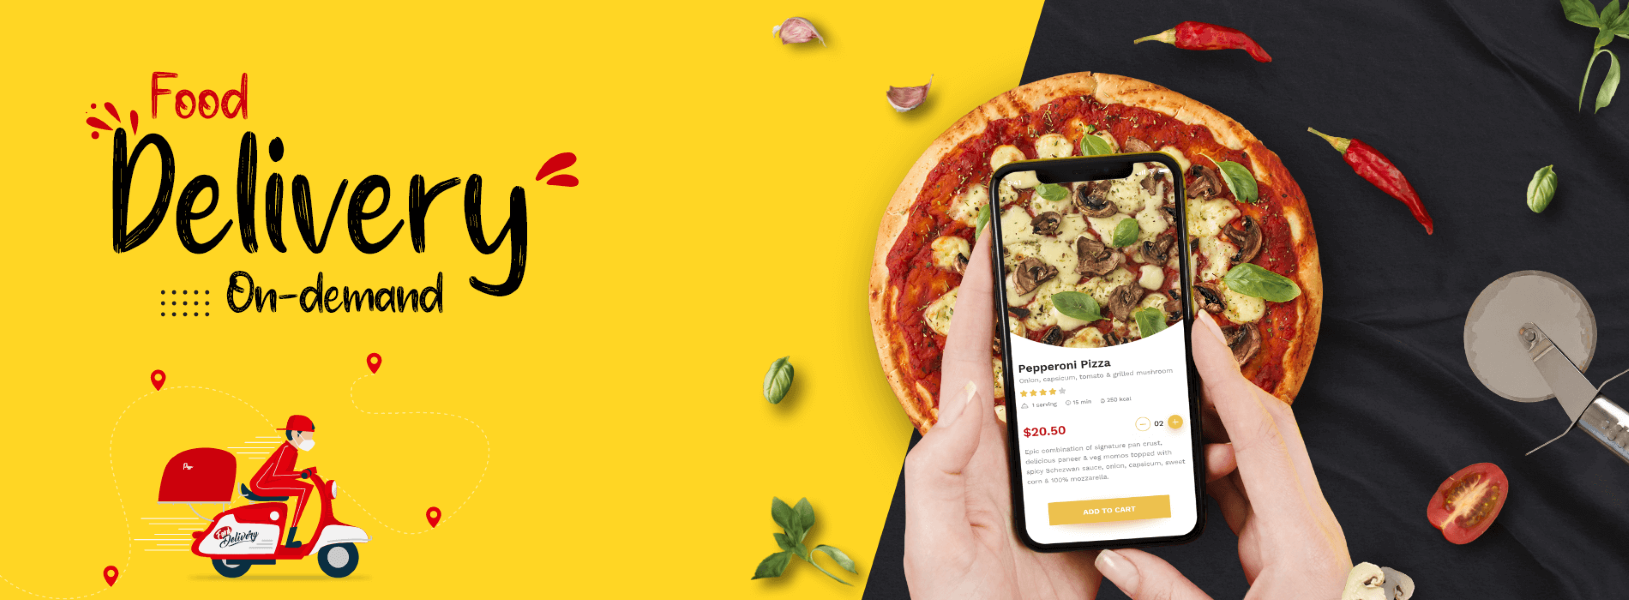 Food
Delivery
On-demand
Delivery
Pepperoni Pizza
Onion, capsicum, tomato & grilled mushroom
1 serving 15 min 350 kcal
$20.50
02
Epic combination of signature pan crust,
delicious paneer & veg momos topped with
spicy Schezwan sauce, onion, capsicum, sweet
corn & 100% mozzarella.
ADD TO CART